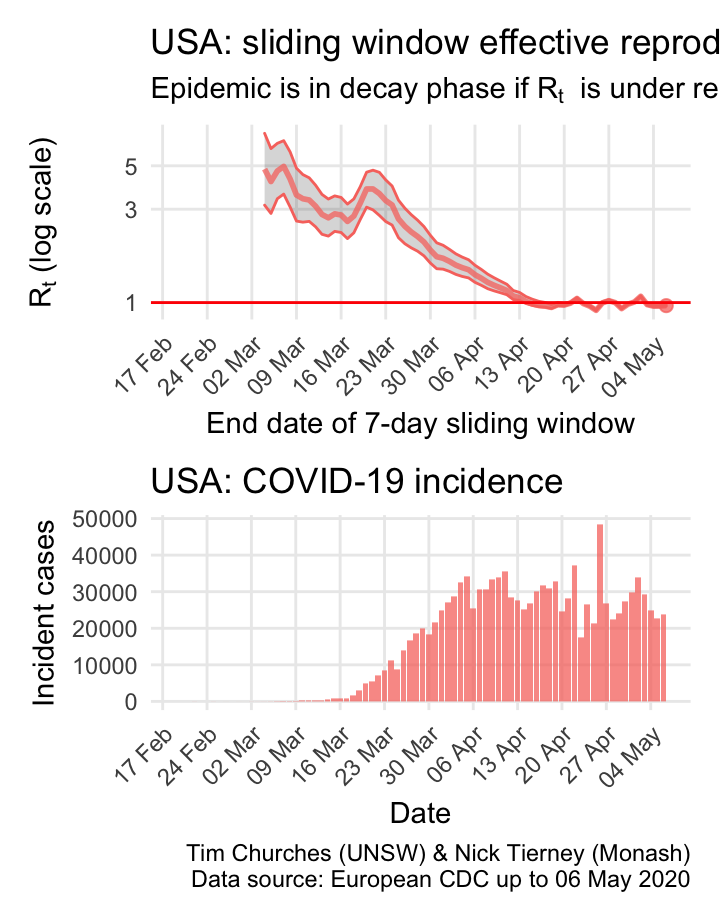 USA: sliding window effective reprod
Epidemic is in decay phase if Rₜ is under re
Rₜ (log scale)
5
3
1
17 Feb
24 Feb
02 Mar
09 Mar
16 Mar
23 Mar
30 Mar
06 Apr
13 Apr
20 Apr
27 Apr
04 May
End date of 7-day sliding window
USA: COVID-19 incidence
Incident cases
50000
40000
30000
20000
10000
0
17 Feb
24 Feb
02 Mar
09 Mar
16 Mar
23 Mar
30 Mar
06 Apr
13 Apr
20 Apr
27 Apr
04 May
Date
Tim Churches (UNSW) & Nick Tierney (Monash)
Data source: European CDC up to 06 May 2020